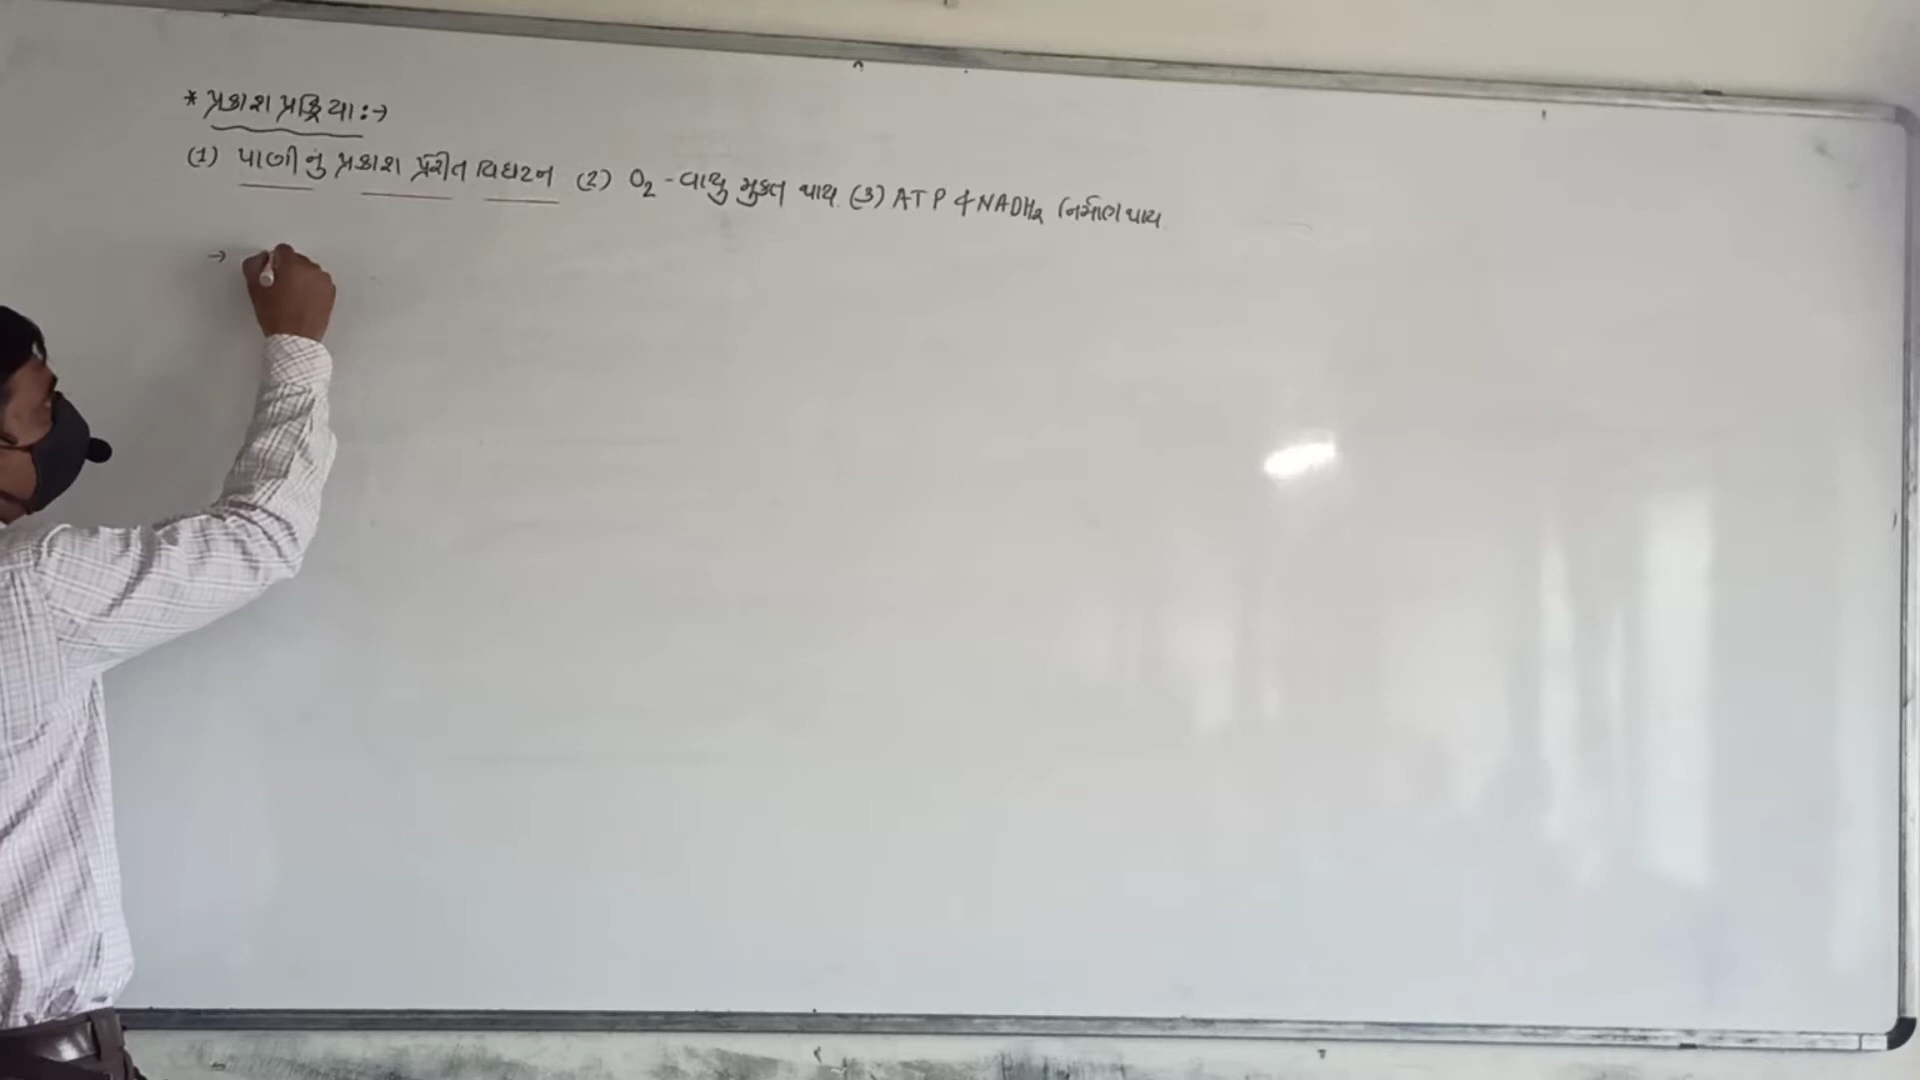 * પ્રકાશ પ્રક્રિયા :→
(1) પાણીનું પ્રકાશ પ્રેરીત વિઘટન (2) O₂ - વાયુ મુક્ત થાય (3) ATP & NADH₂ નિર્માણ થાય
→